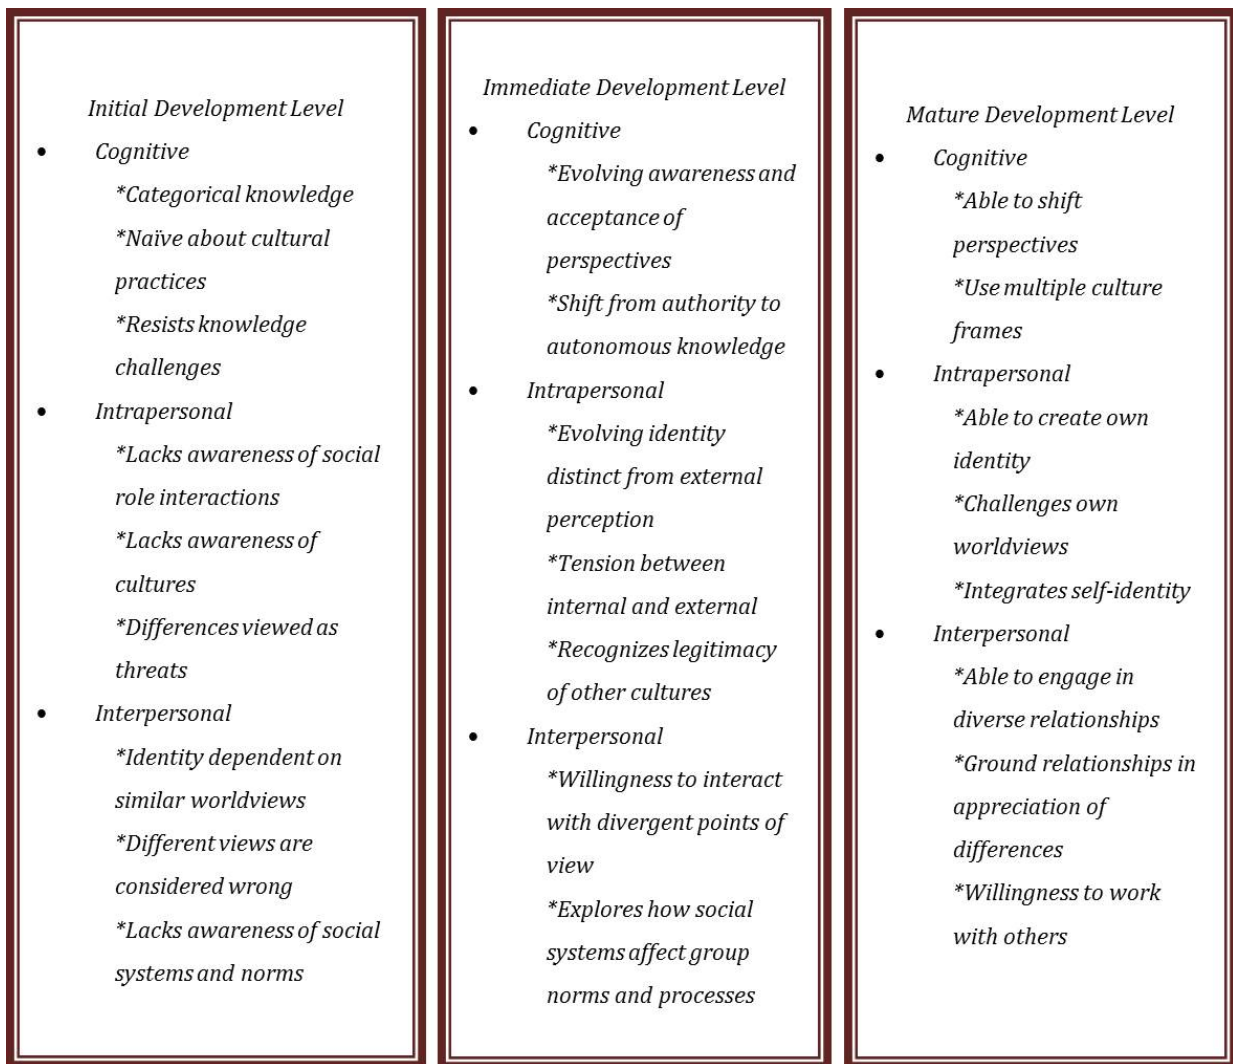 Initial Development Level
• Cognitive
*Categorical knowledge
*Naïve about cultural
practices
*Resists knowledge
challenges
• Intrapersonal
*Lacks awareness of social
role interactions
*Lacks awareness of
cultures
*Differences viewed as
threats
• Interpersonal
*Identity dependent on
similar worldviews
*Different views are
considered wrong
*Lacks awareness of social
systems and norms
Immediate Development Level
• Cognitive
*Evolving awareness and
acceptance of
perspectives
*Shift from authority to
autonomous knowledge
• Intrapersonal
*Evolving identity
distinct from external
perception
*Tension between
internal and external
*Recognizes legitimacy
of other cultures
• Interpersonal
*Willingness to interact
with divergent points of
view
*Explores how social
systems affect group
norms and processes
Mature Development Level
• Cognitive
*Able to shift
perspectives
*Use multiple culture
frames
• Intrapersonal
*Able to create own
identity
*Challenges own
worldviews
*Integrates self-identity
• Interpersonal
*Able to engage in
diverse relationships
*Ground relationships in
appreciation of
differences
*Willingness to work
with others